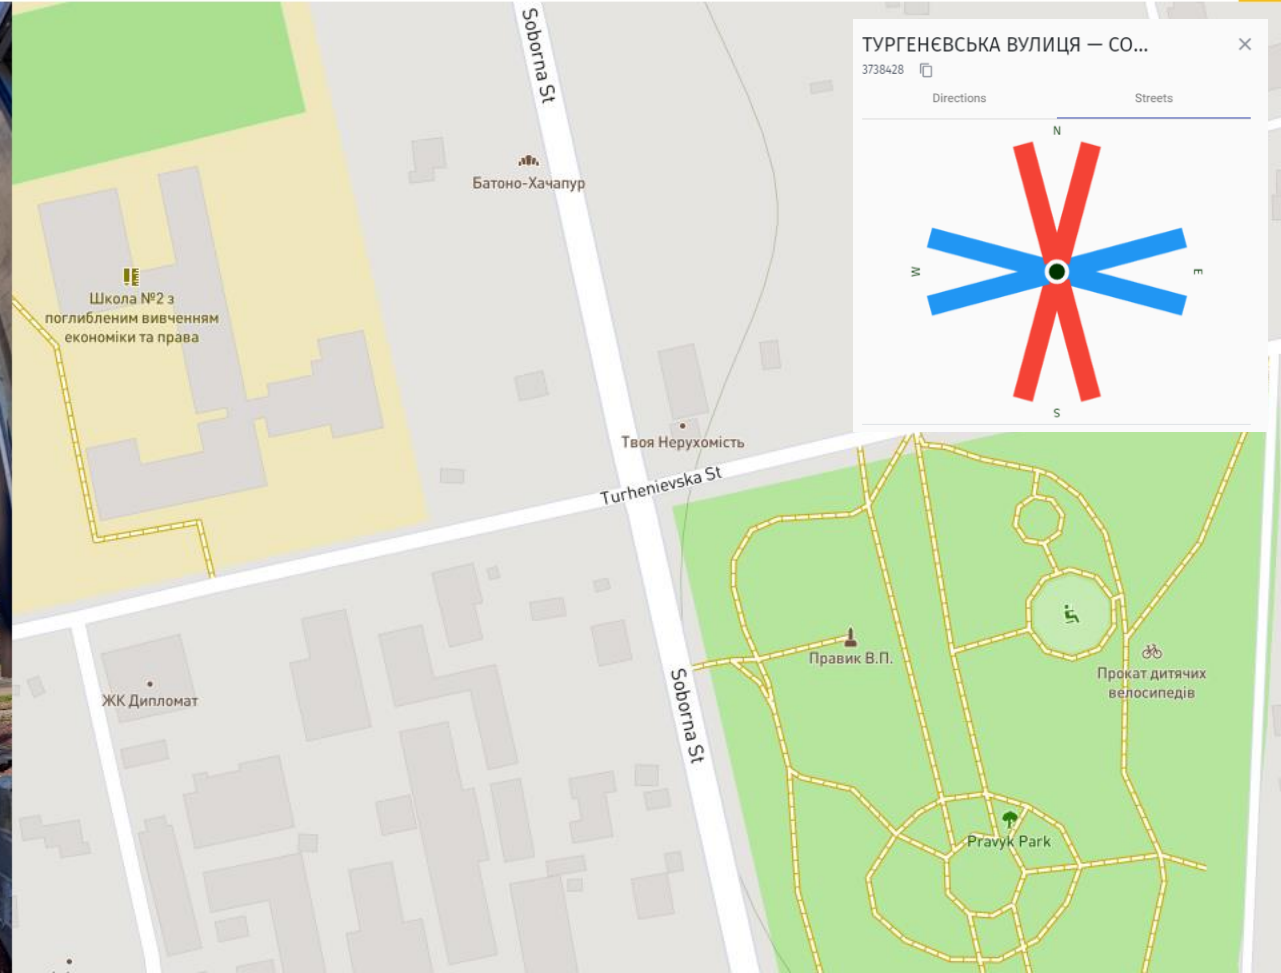 Soborna St
ТУРГЕНЄВСЬКА ВУЛИЦЯ — СО...
3738428
Directions
Streets
N
W
E
S
Батоно-Хачапур
Школа №2 з
поглибленим вивченням
економіки та права
Твоя Нерухомість
Turhenievska St
Правик В.П.
Прокат дитячих
велосипедів
ЖК Дипломат
Soborna St
Pravyk Park